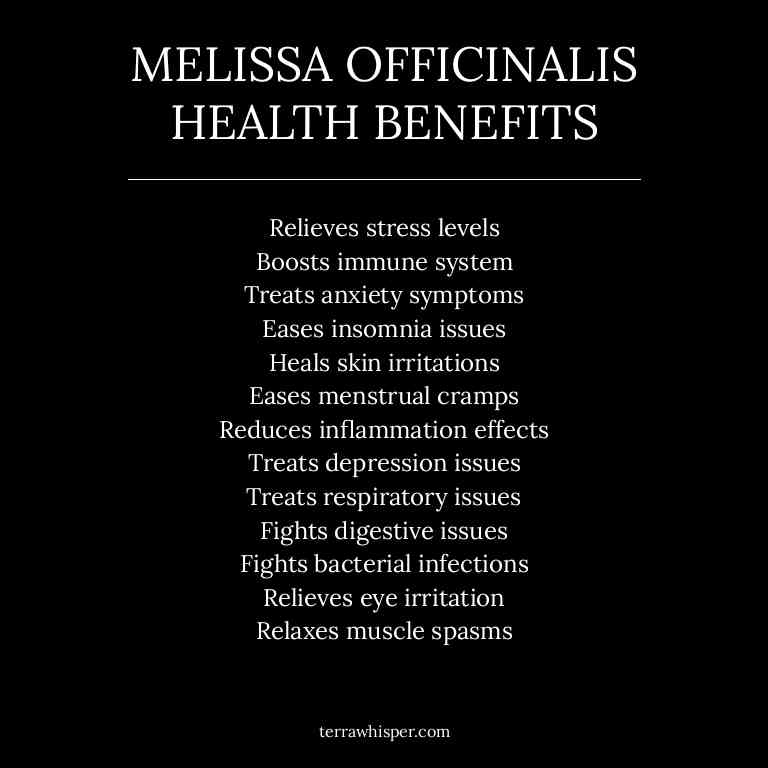 MELISSA OFFICINALIS
HEALTH BENEFITS
Relieves stress levels
Boosts immune system
Treats anxiety symptoms
Eases insomnia issues
Heals skin irritations
Eases menstrual cramps
Reduces inflammation effects
Treats depression issues
Treats respiratory issues
Fights digestive issues
Fights bacterial infections
Relieves eye irritation
Relaxes muscle spasms
terrawhisper.com